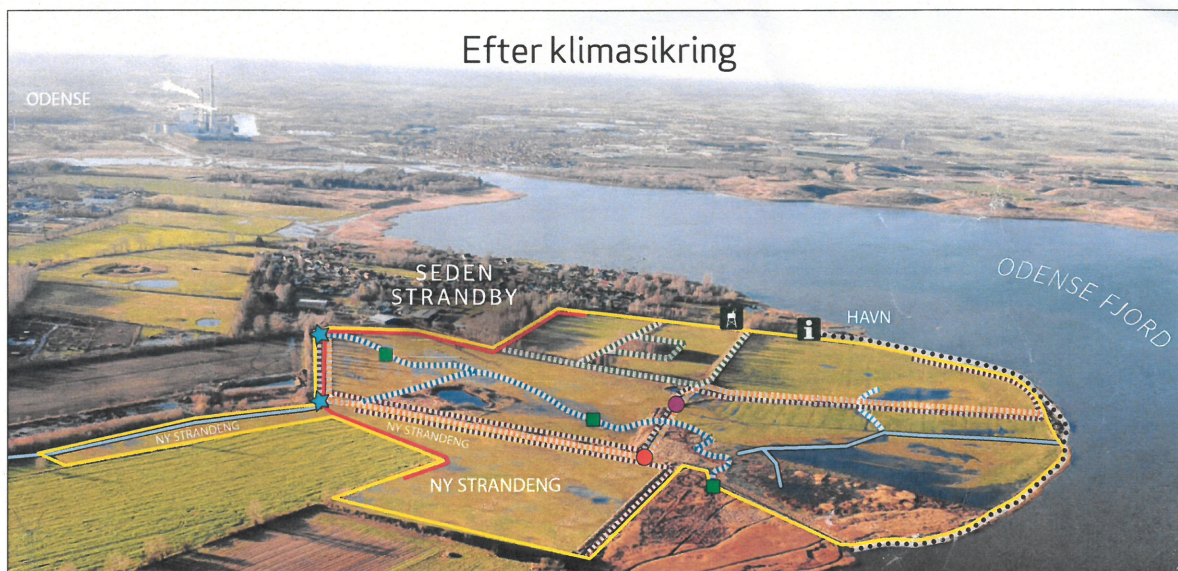 Efter klimasikring
ODENSE
SEDEN
STRANDBY
HAVN
ODENSE FJORD
i
NY STRANDENG
NY STRANDENG
NY STRANDENG